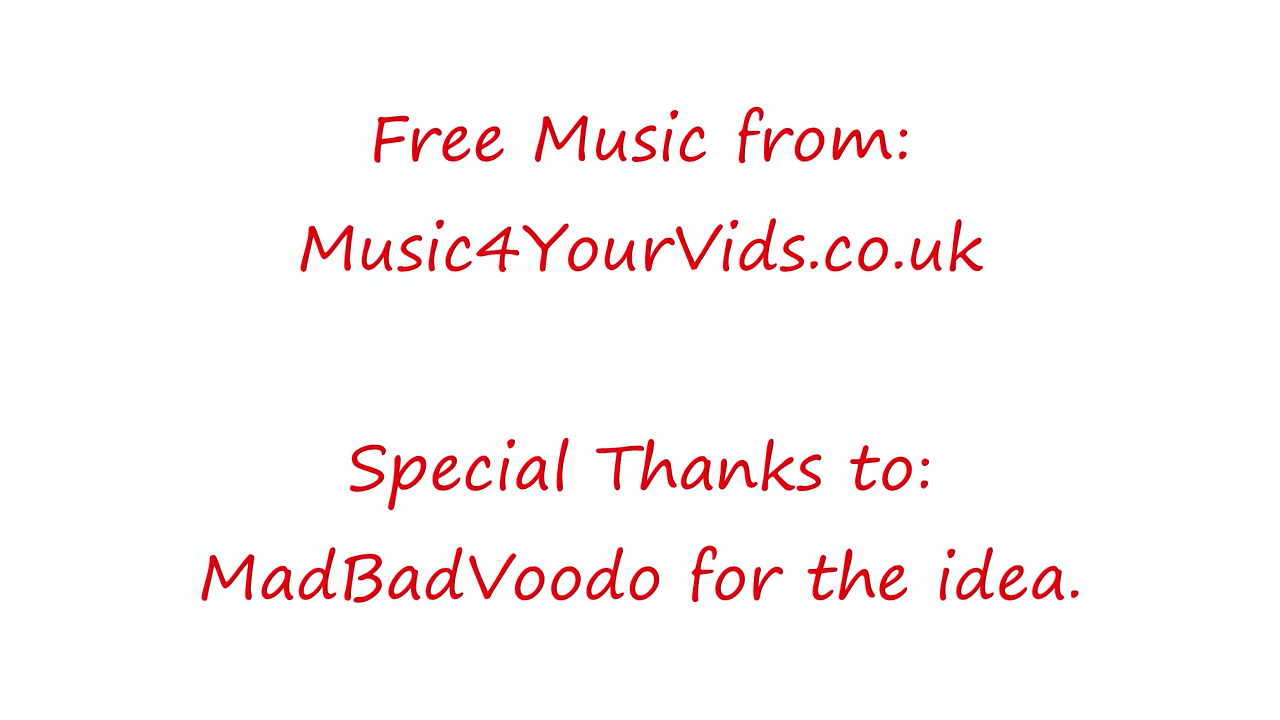 Free Music from:
Music4YourVids.co.uk
Special Thanks to:
MadBadVoodo for the idea.